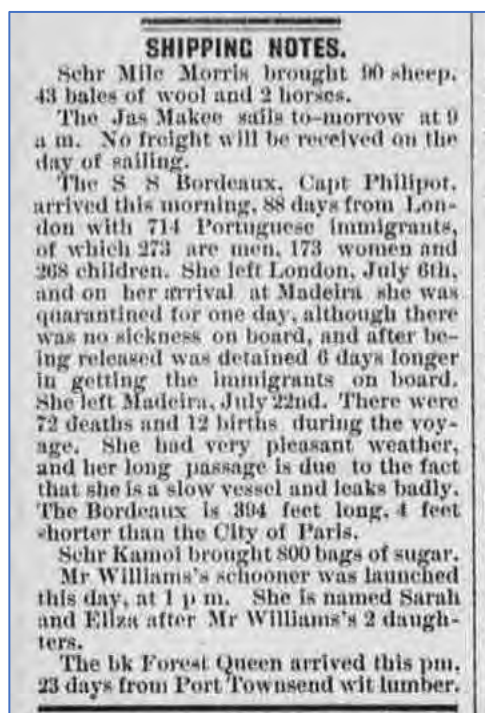 SHIPPING NOTES.
Schr Mile Morris brought 90 sheep,
43 bales of wool and 2 horses.
The Jas Makee sails to-morrow at 9
a m. No freight will be received on the
day of sailing.
The S S Bordeaux, Capt Philipot,
arrived this morning, 88 days from Lon-
don with 714 Portuguese immigrants,
of which 273 are men, 173 women and
268 children. She left London, July 6th,
and on her arrival at Madeira she was
quarantined for one day, although there
was no sickness on board, and after be-
ing released was detained 6 days longer
in getting the immigrants on board.
She left Madeira, July 22nd. There were
72 deaths and 12 births during the voy-
age. She had very pleasant weather,
and her long passage is due to the fact
that she is a slow vessel and leaks badly.
The Bordeaux is 394 feet long, 4 feet
shorter than the City of Paris.
Schr Kamoi brought 800 bags of sugar.
Mr Williams's schooner was launched
this day, at 1 p m. She is named Sarah
and Eliza after Mr Williams's 2 daugh-
ters.
The bk Forest Queen arrived this pm,
23 days from Port Townsend wit lumber.